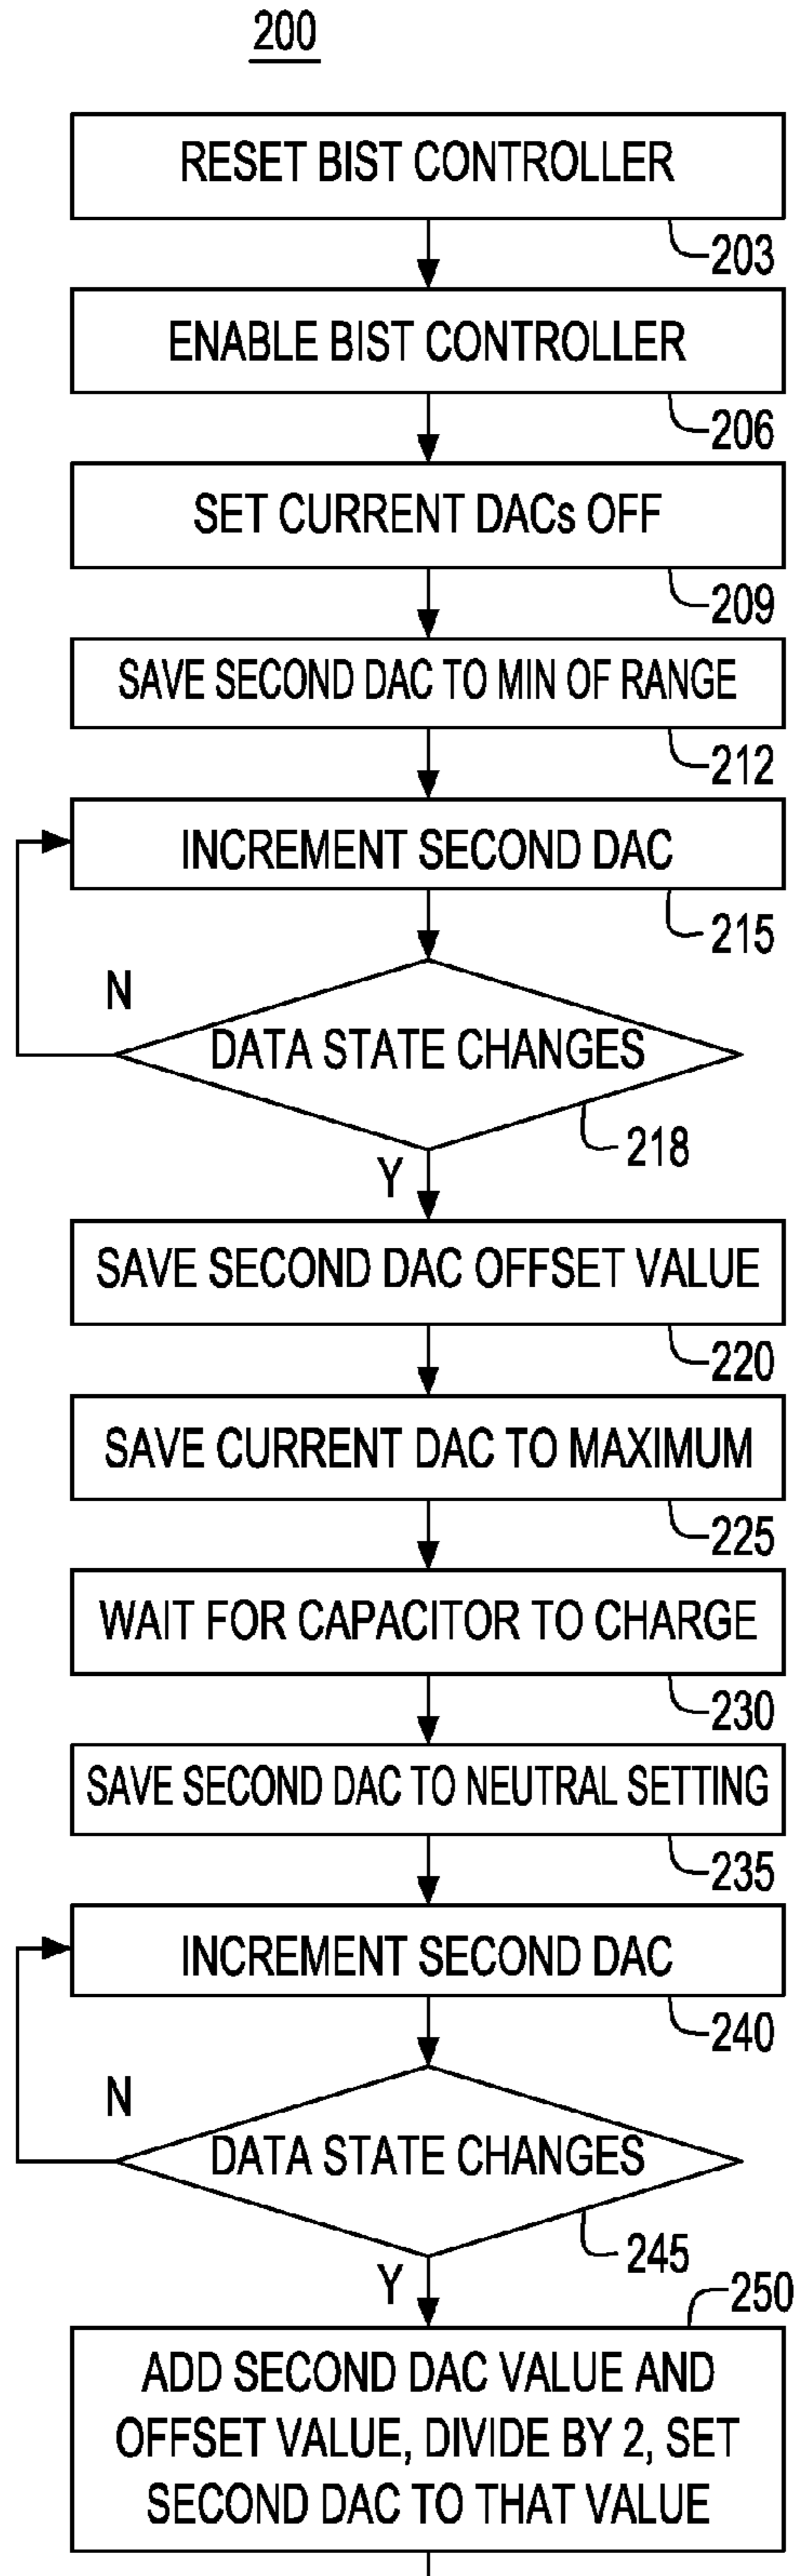 200
RESET BIST CONTROLLER
203
ENABLE BIST CONTROLLER
206
SET CURRENT DACs OFF
209
SAVE SECOND DAC TO MIN OF RANGE
212
INCREMENT SECOND DAC
215
N
DATA STATE CHANGES
218
Y
SAVE SECOND DAC OFFSET VALUE
220
SAVE CURRENT DAC TO MAXIMUM
225
WAIT FOR CAPACITOR TO CHARGE
230
SAVE SECOND DAC TO NEUTRAL SETTING
235
INCREMENT SECOND DAC
240
N
DATA STATE CHANGES
245
Y
250
ADD SECOND DAC VALUE AND
OFFSET VALUE, DIVIDE BY 2, SET
SECOND DAC TO THAT VALUE